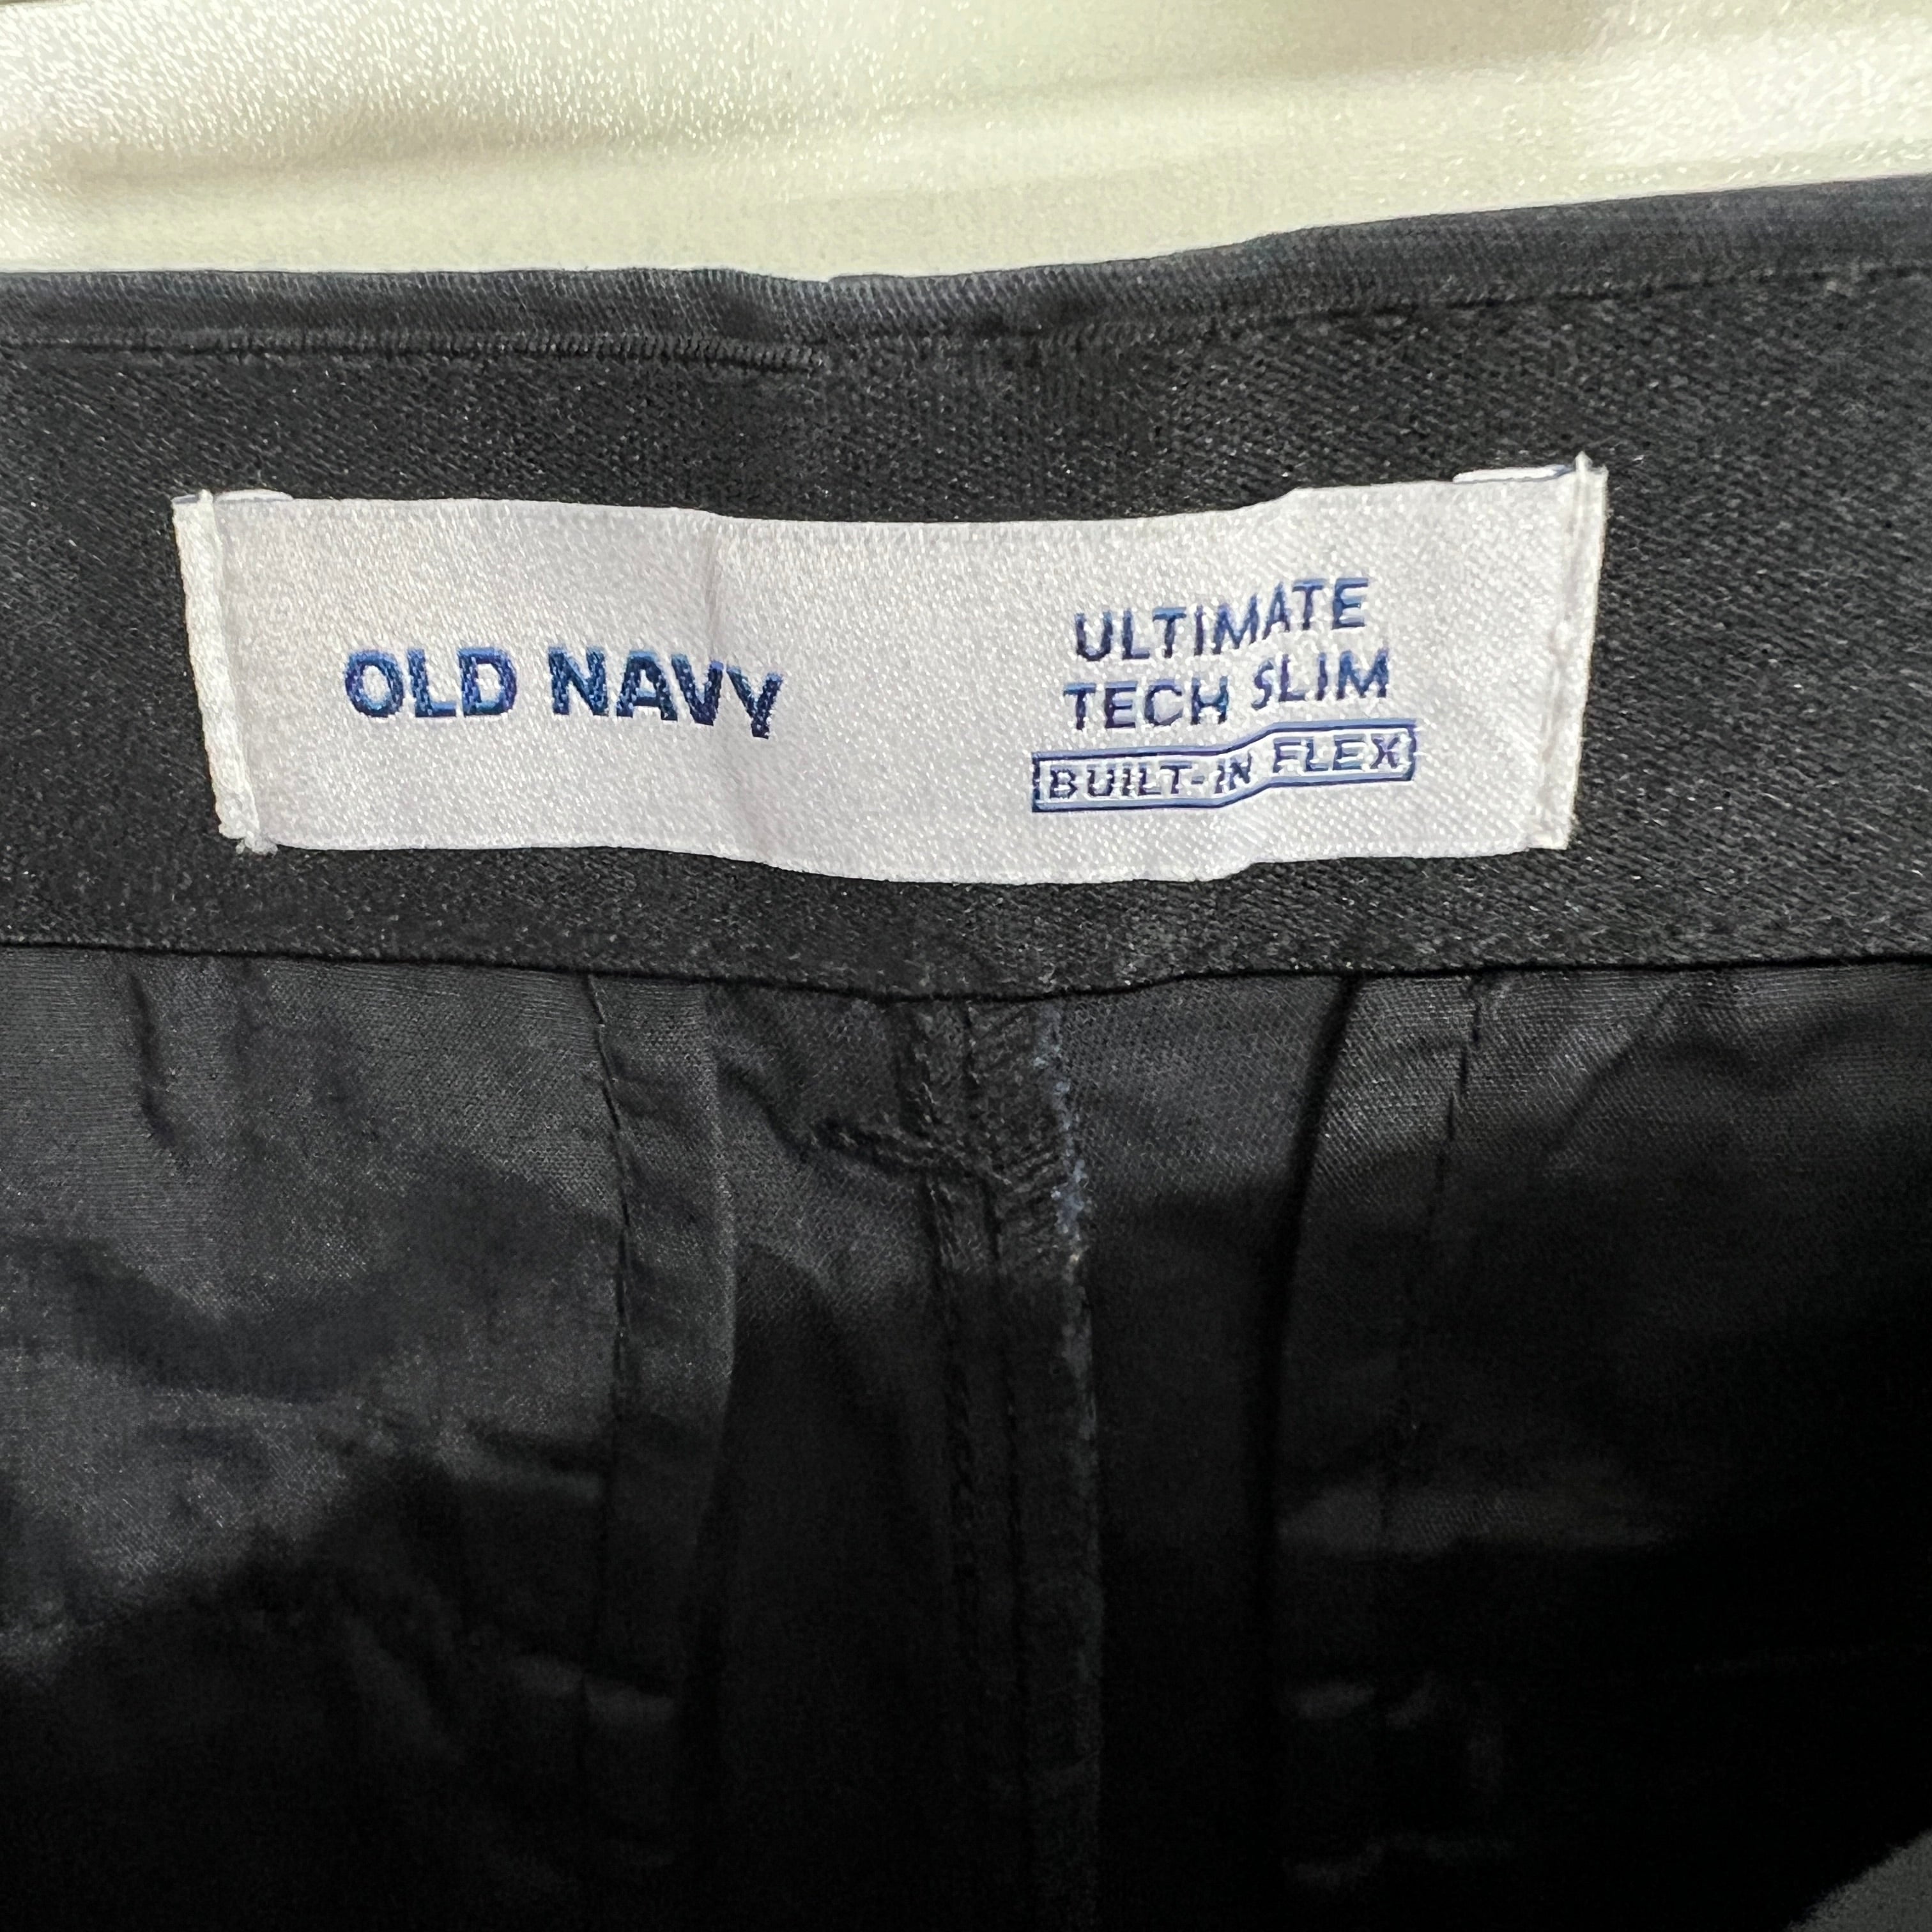 OLD NAVY
ULTIMATE
TECH SLIM
BUILT-IN FLEX